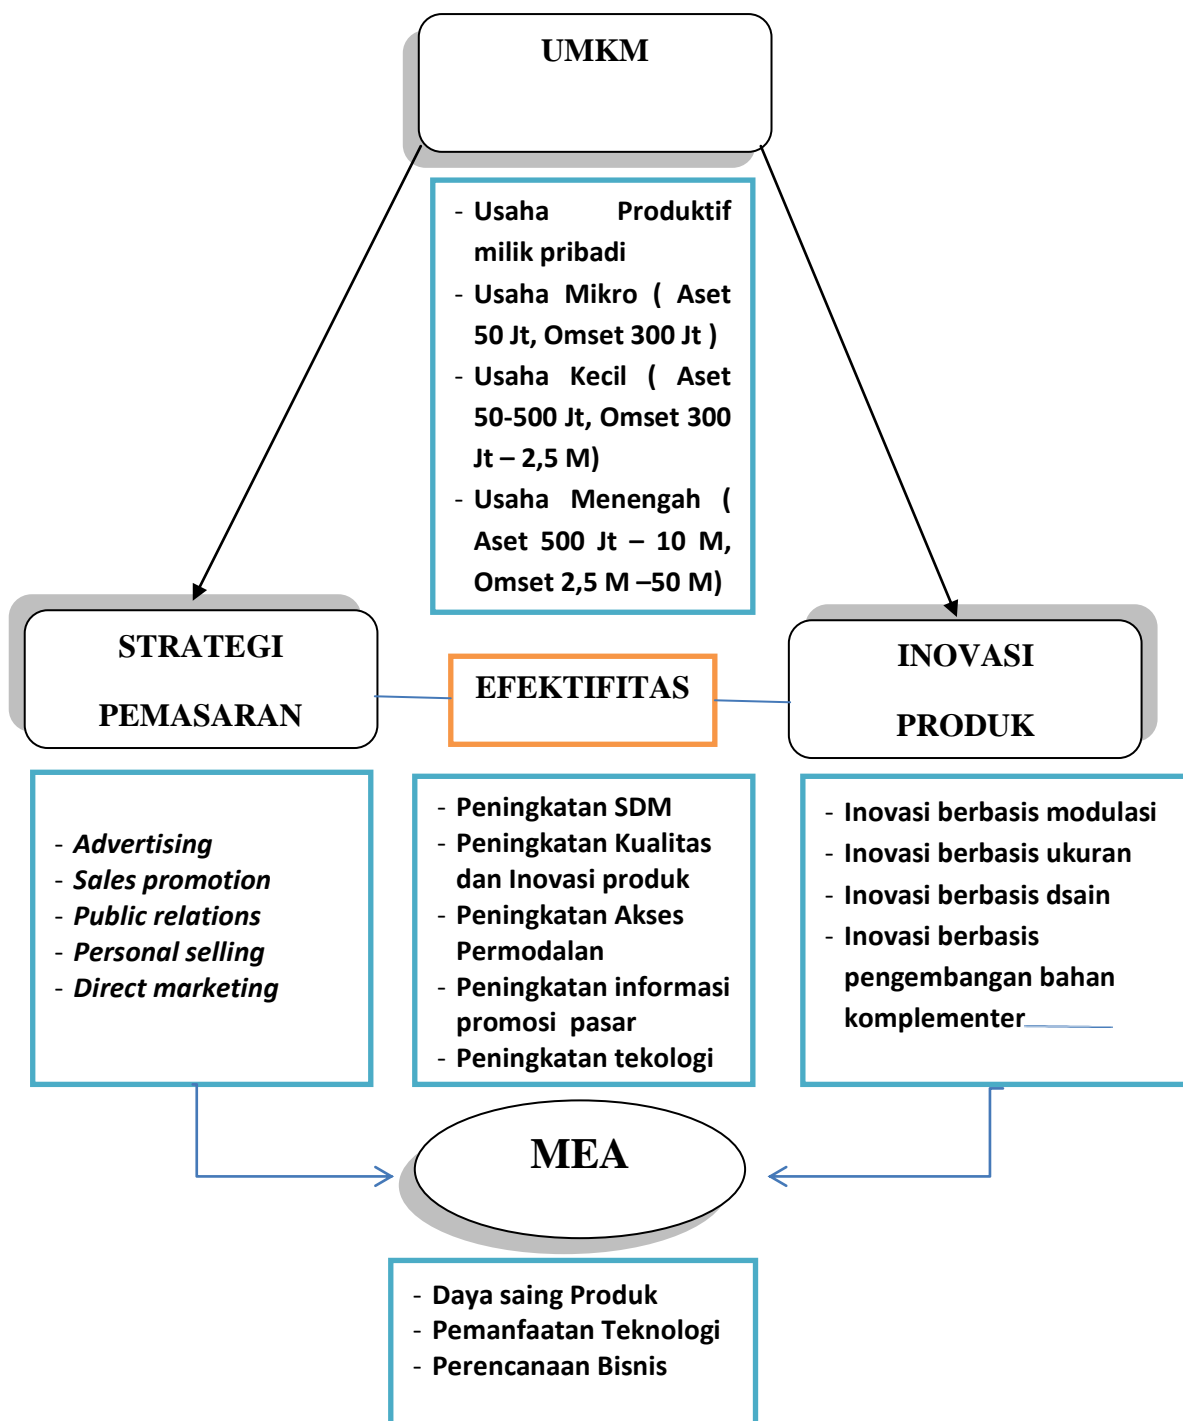 UMKM
- Usaha Produktif
milik pribadi
- Usaha Mikro ( Aset
50 Jt, Omset 300 Jt )
- Usaha Kecil ( Aset
50-500 Jt, Omset 300
Jt – 2,5 M)
- Usaha Menengah (
Aset 500 Jt – 10 M,
Omset 2,5 M –50 M)
STRATEGI
PEMASARAN
EFEKTIFITAS
INOVASI
PRODUK
- Advertising
- Sales promotion
- Public relations
- Personal selling
- Direct marketing
- Peningkatan SDM
- Peningkatan Kualitas
dan Inovasi produk
- Peningkatan Akses
Permodalan
- Peningkatan informasi
promosi pasar
- Peningkatan tekologi
- Inovasi berbasis modulasi
- Inovasi berbasis ukuran
- Inovasi berbasis dsain
- Inovasi berbasis
pengembangan bahan
komplementer
MEA
- Daya saing Produk
- Pemanfaatan Teknologi
- Perencanaan Bisnis